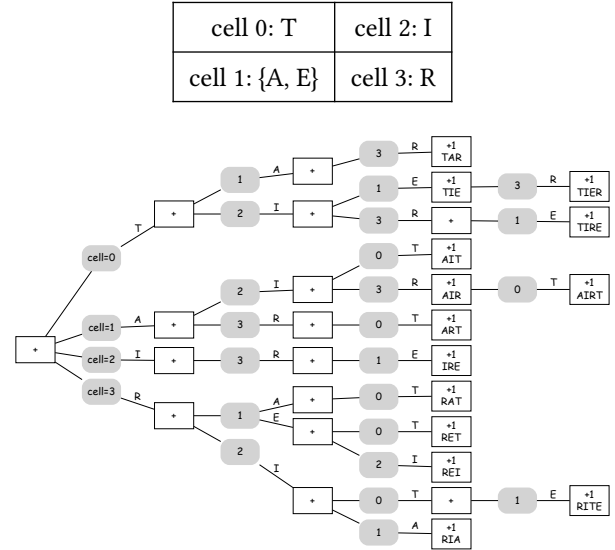 cell 0: T cell 2: I
cell 1: {A, E} cell 3: R
3 R +1 TAR
1 A +
1 E +1 TIE 3 R +1 TIER
T + 2 I +
3 R + 1 E +1 TIRE
cell=0
0 T +1 AIT
2 I +
3 R +1 AIR 0 T +1 AIRT
cell=1 A + 3 R + 0 T +1 ART
+
cell=2 I + 3 R + 1 E +1 IRE
cell=3
R A + 0 T +1 RAT
+ 1
E + 0 T +1 RET
2
2 I +1 REI
I
+ 0 T + 1 E +1 RITE
1 A +1 RIA